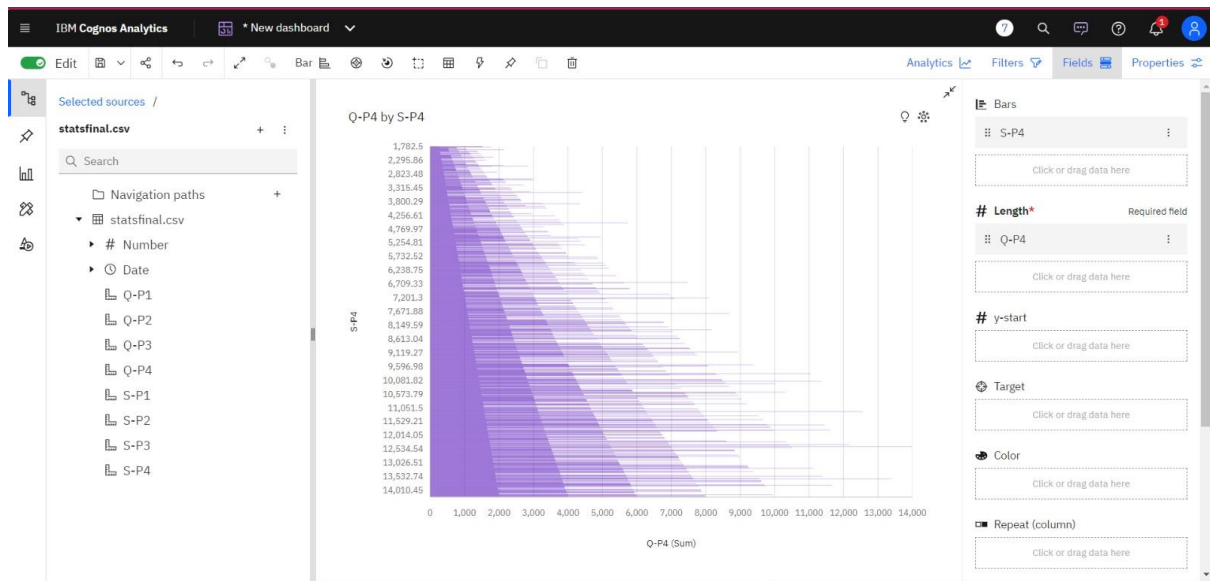 IBM Cognos Analytics
* New dashboard
7
1
Edit
Bar
Analytics
Filters
Fields
Properties
Selected sources /
statsfinal.csv
Search
Navigation paths
statsfinal.csv
# Number
Date
Q-P1
Q-P2
Q-P3
Q-P4
S-P1
S-P2
S-P3
S-P4
Q-P4 by S-P4
S-P4
1,782.5
2,295.86
2,823.48
3,315.45
3,800.29
4,256.61
4,769.97
5,254.81
5,732.52
6,238.75
6,709.33
7,201.3
7,671.88
8,149.59
8,613.04
9,119.27
9,596.98
10,081.82
10,573.79
11,051.5
11,529.21
12,014.05
12,534.54
13,026.51
13,532.74
14,010.45
0 1,000 2,000 3,000 4,000 5,000 6,000 7,000 8,000 9,000 10,000 11,000 12,000 13,000 14,000
Q-P4 (Sum)
Bars
S-P4
Click or drag data here
# Length* Required field
Q-P4
Click or drag data here
# y-start
Click or drag data here
Target
Click or drag data here
Color
Click or drag data here
Repeat (column)
Click or drag data here